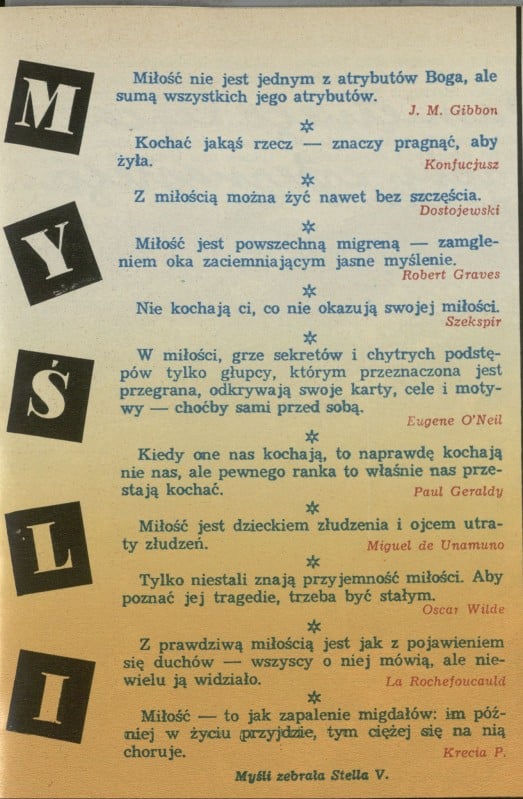 MYŚLI
Miłość nie jest jednym z atrybutów Boga, ale
sumą wszystkich jego atrybutów.
J. M. Gibbon
Kochać jakąś rzecz — znaczy pragnąć, aby
żyła.
Konfucjusz
Z miłością można żyć nawet bez szczęścia.
Dostojewski
Miłość jest powszechną migreną — zamgle-
niem oka zaciemniającym jasne myślenie.
Robert Graves
Nie kochają ci, co nie okazują swojej miłości.
Szekspir
W miłości, grze sekretów i chytrych podstę-
pów tylko głupcy, którym przeznaczona jest
przegrana, odkrywają swoje karty, cele i moty-
wy — choćby sami przed sobą.
Eugene O'Neil
Kiedy one nas kochają, to naprawdę kochają
nie nas, ale pewnego ranka to właśnie nas prze-
stają kochać.
Paul Geraldy
Miłość jest dzieckiem złudzenia i ojcem utra-
ty złudzeń.
Miguel de Unamuno
Tylko niestali znają przyjemność miłości. Aby
poznać jej tragedie, trzeba być stałym.
Oscar Wilde
Z prawdziwą miłością jest jak z pojawieniem
się duchów — wszyscy o niej mówią, ale nie-
wielu ją widziało.
La Rochefoucauld
Miłość — to jak zapalenie migdałów: im póź-
niej w życiu przyjdzie, tym ciężej się na nią
choruje.
Krecia P.
Myśli zebrała Stella V.